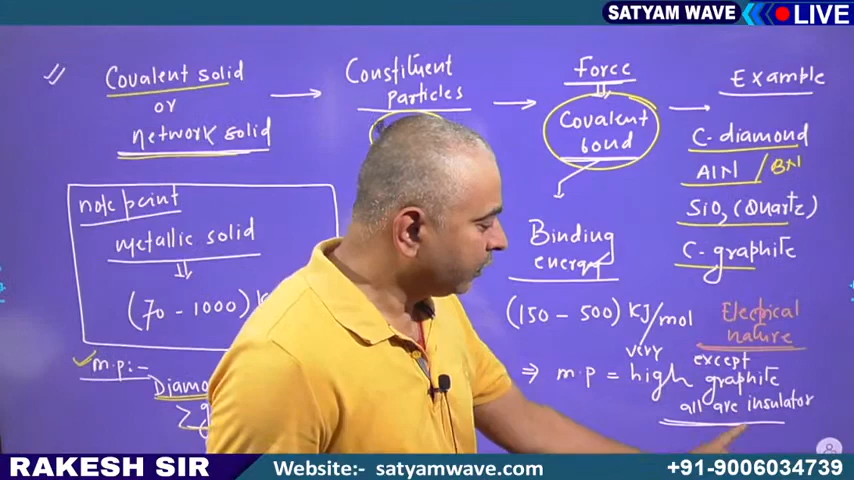 SATYAM WAVE
LIVE
Covalent solid
or
network solid
Constituent
particles
Force
Covalent
bond
Example
C-diamond
AlN / BN
SiO2 (Quartz)
C-graphite
note point
metallic solid
(70 - 1000) K
Binding
energy
(150 - 500) KJ/mol
⇒ m.p = very high
Electrical
nature
except
graphite
all are insulator
m.p:-
RAKESH SIR
Website:- satyamwave.com
+91-9006034739